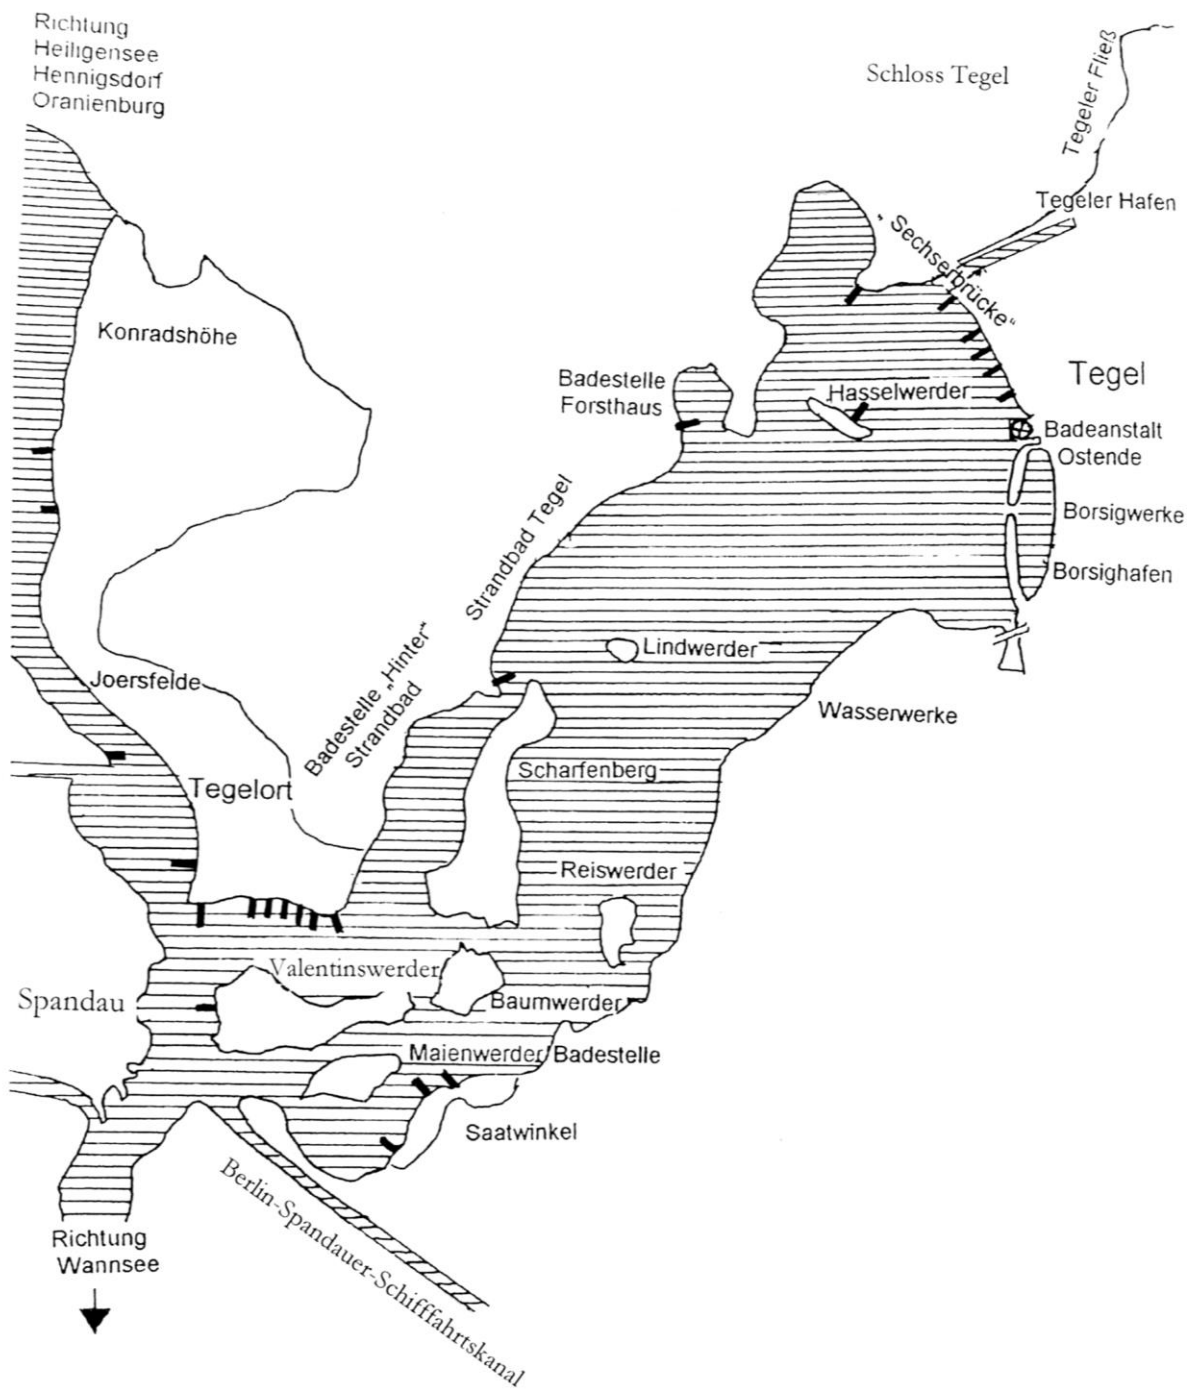 Richtung
Heiligensee
Hennigsdorf
Oranienburg
Schloss Tegel
Tegeler Fließ
Tegeler Hafen
„Sechserbrücke“
Konradshöhe
Tegel
Badestelle
Forsthaus
Hasselwerder
Badeanstalt
Ostende
Borsigwerke
Strandbad Tegel
Borsighafen
Badestelle „Hinter“
Strandbad
Lindwerder
Joersfelde
Wasserwerke
Scharfenberg
Tegelort
Reiswerder
Valentinswerder
Spandau
Baumwerder
Maienwerder/Badestelle
Saatwinkel
Berlin-Spandauer-Schifffahrtskanal
Richtung
Wannsee